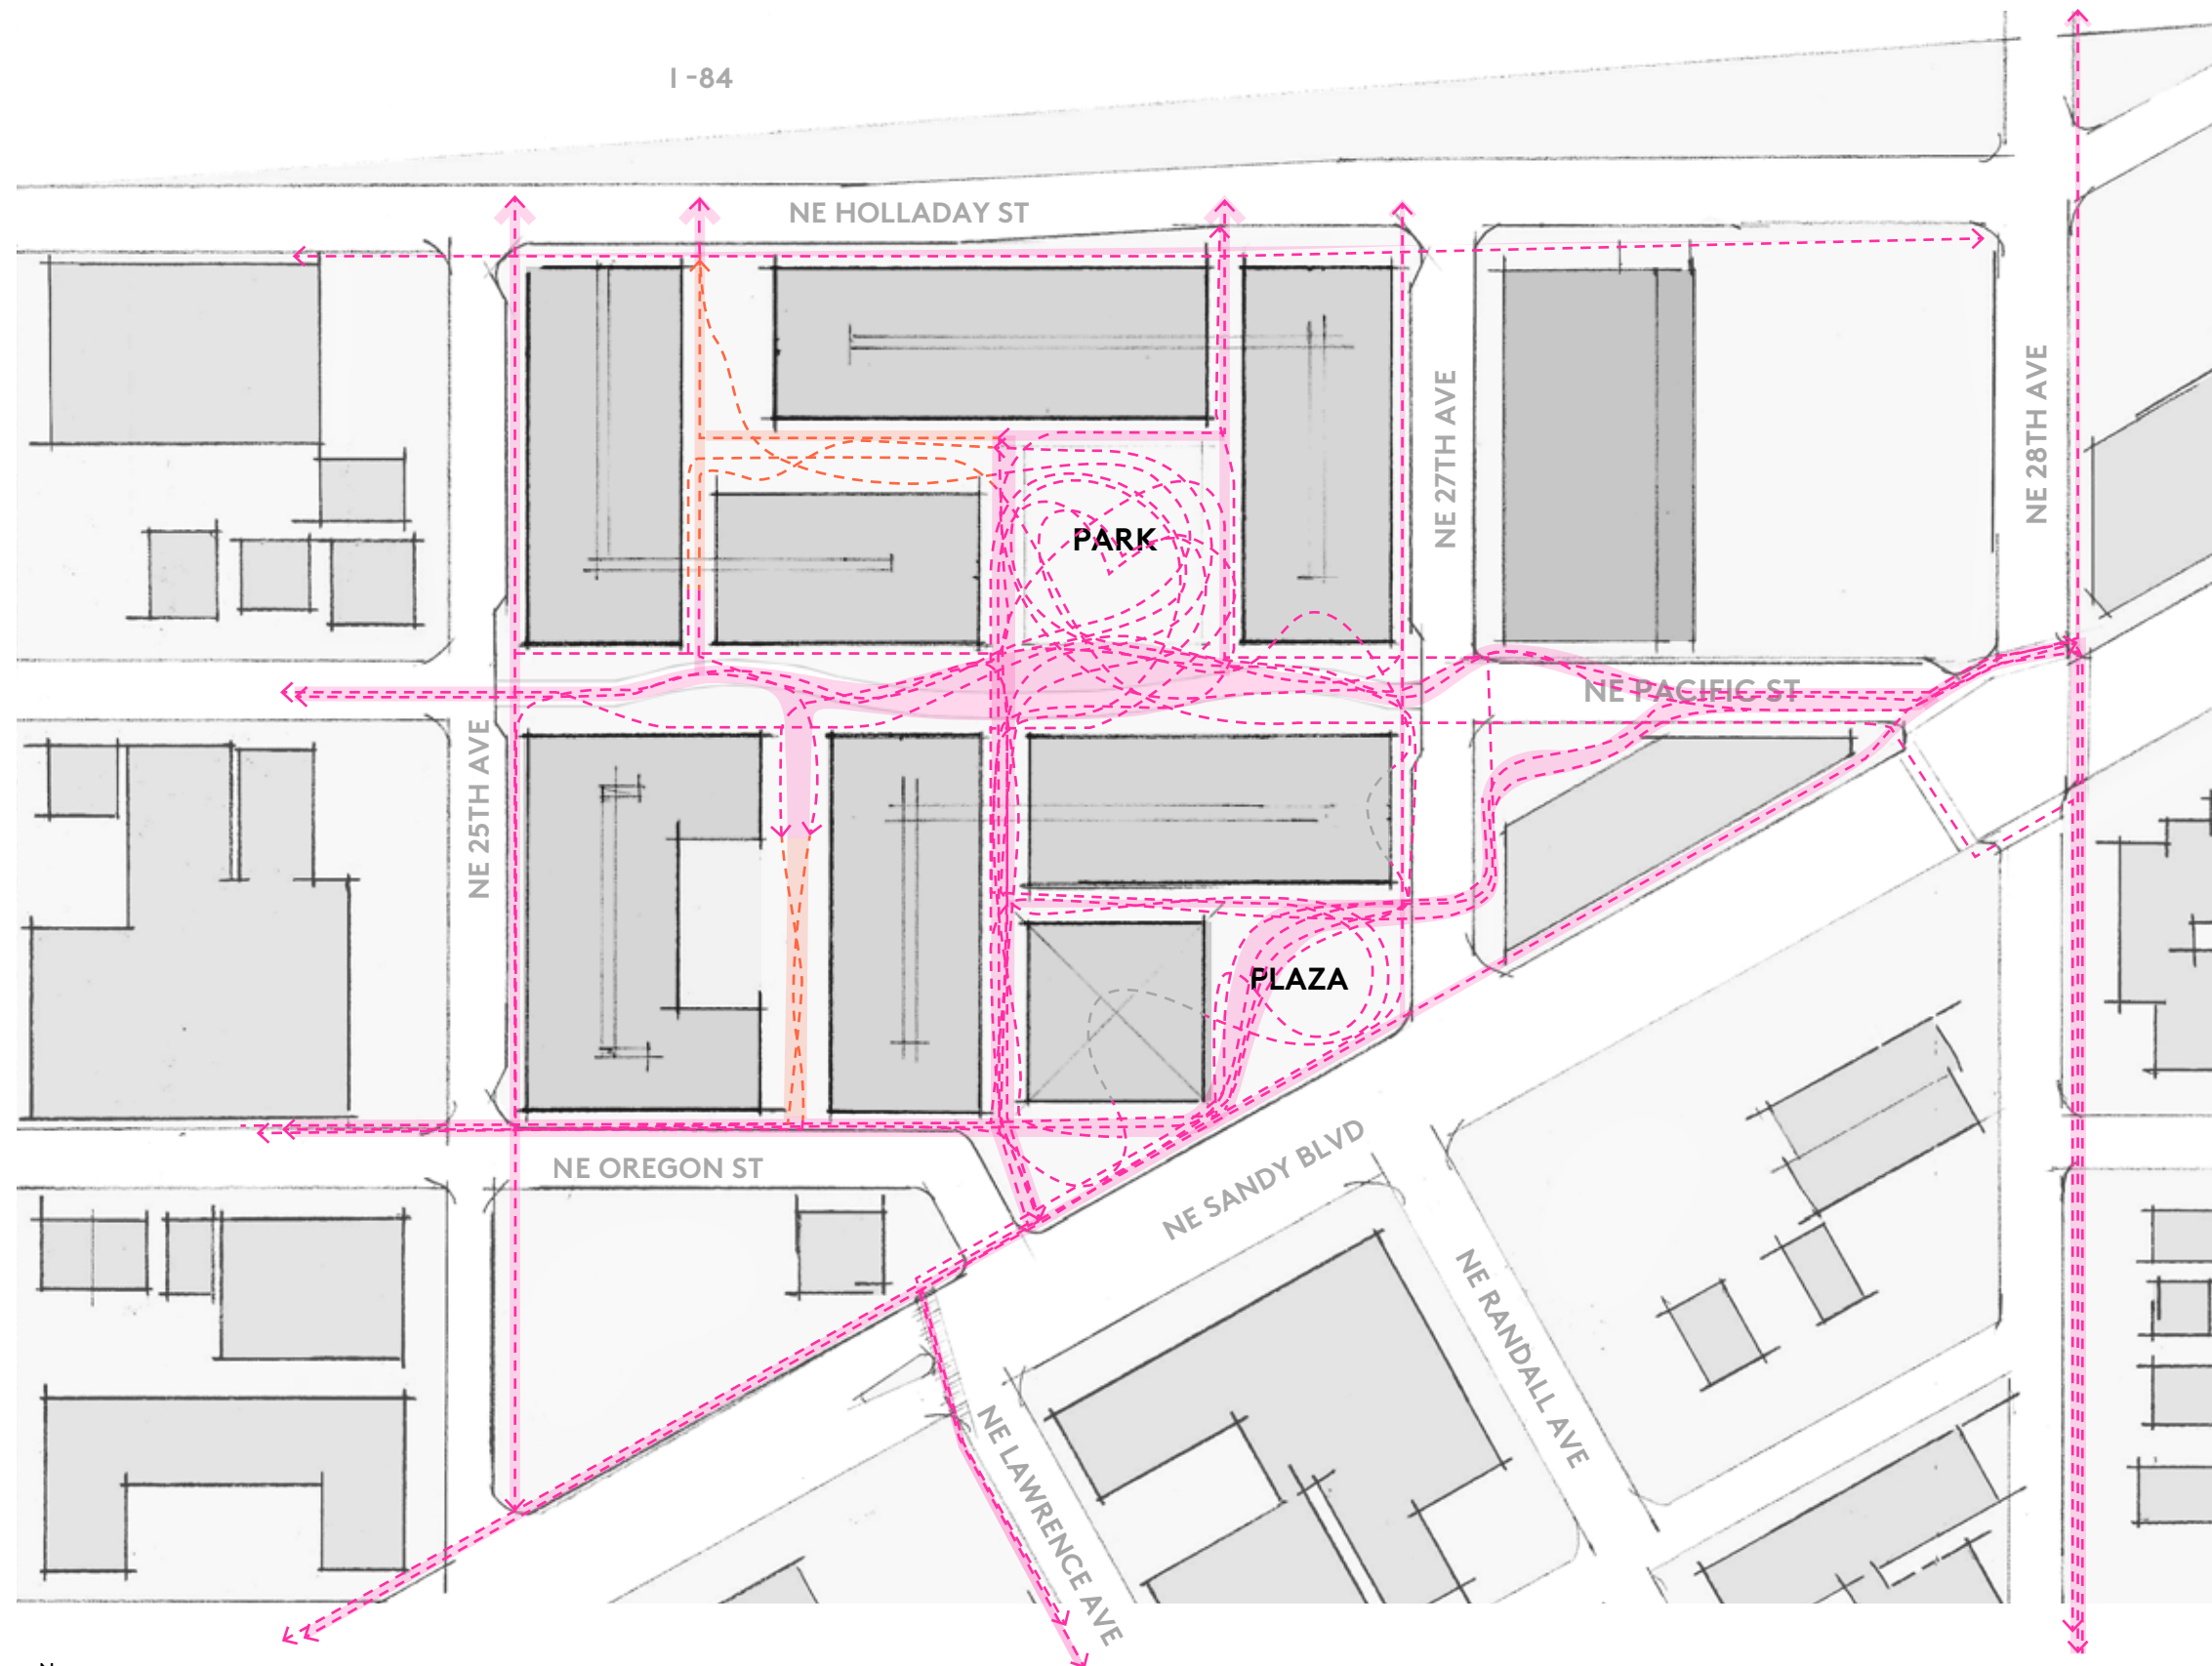 I-84
NE HOLLADAY ST
NE 27TH AVE
NE 28TH AVE
PARK
NE PACIFIC ST
NE 25TH AVE
PLAZA
NE OREGON ST
NE SANDY BLVD
NE RANDALL AVE
NE LAWRENCE AVE
N